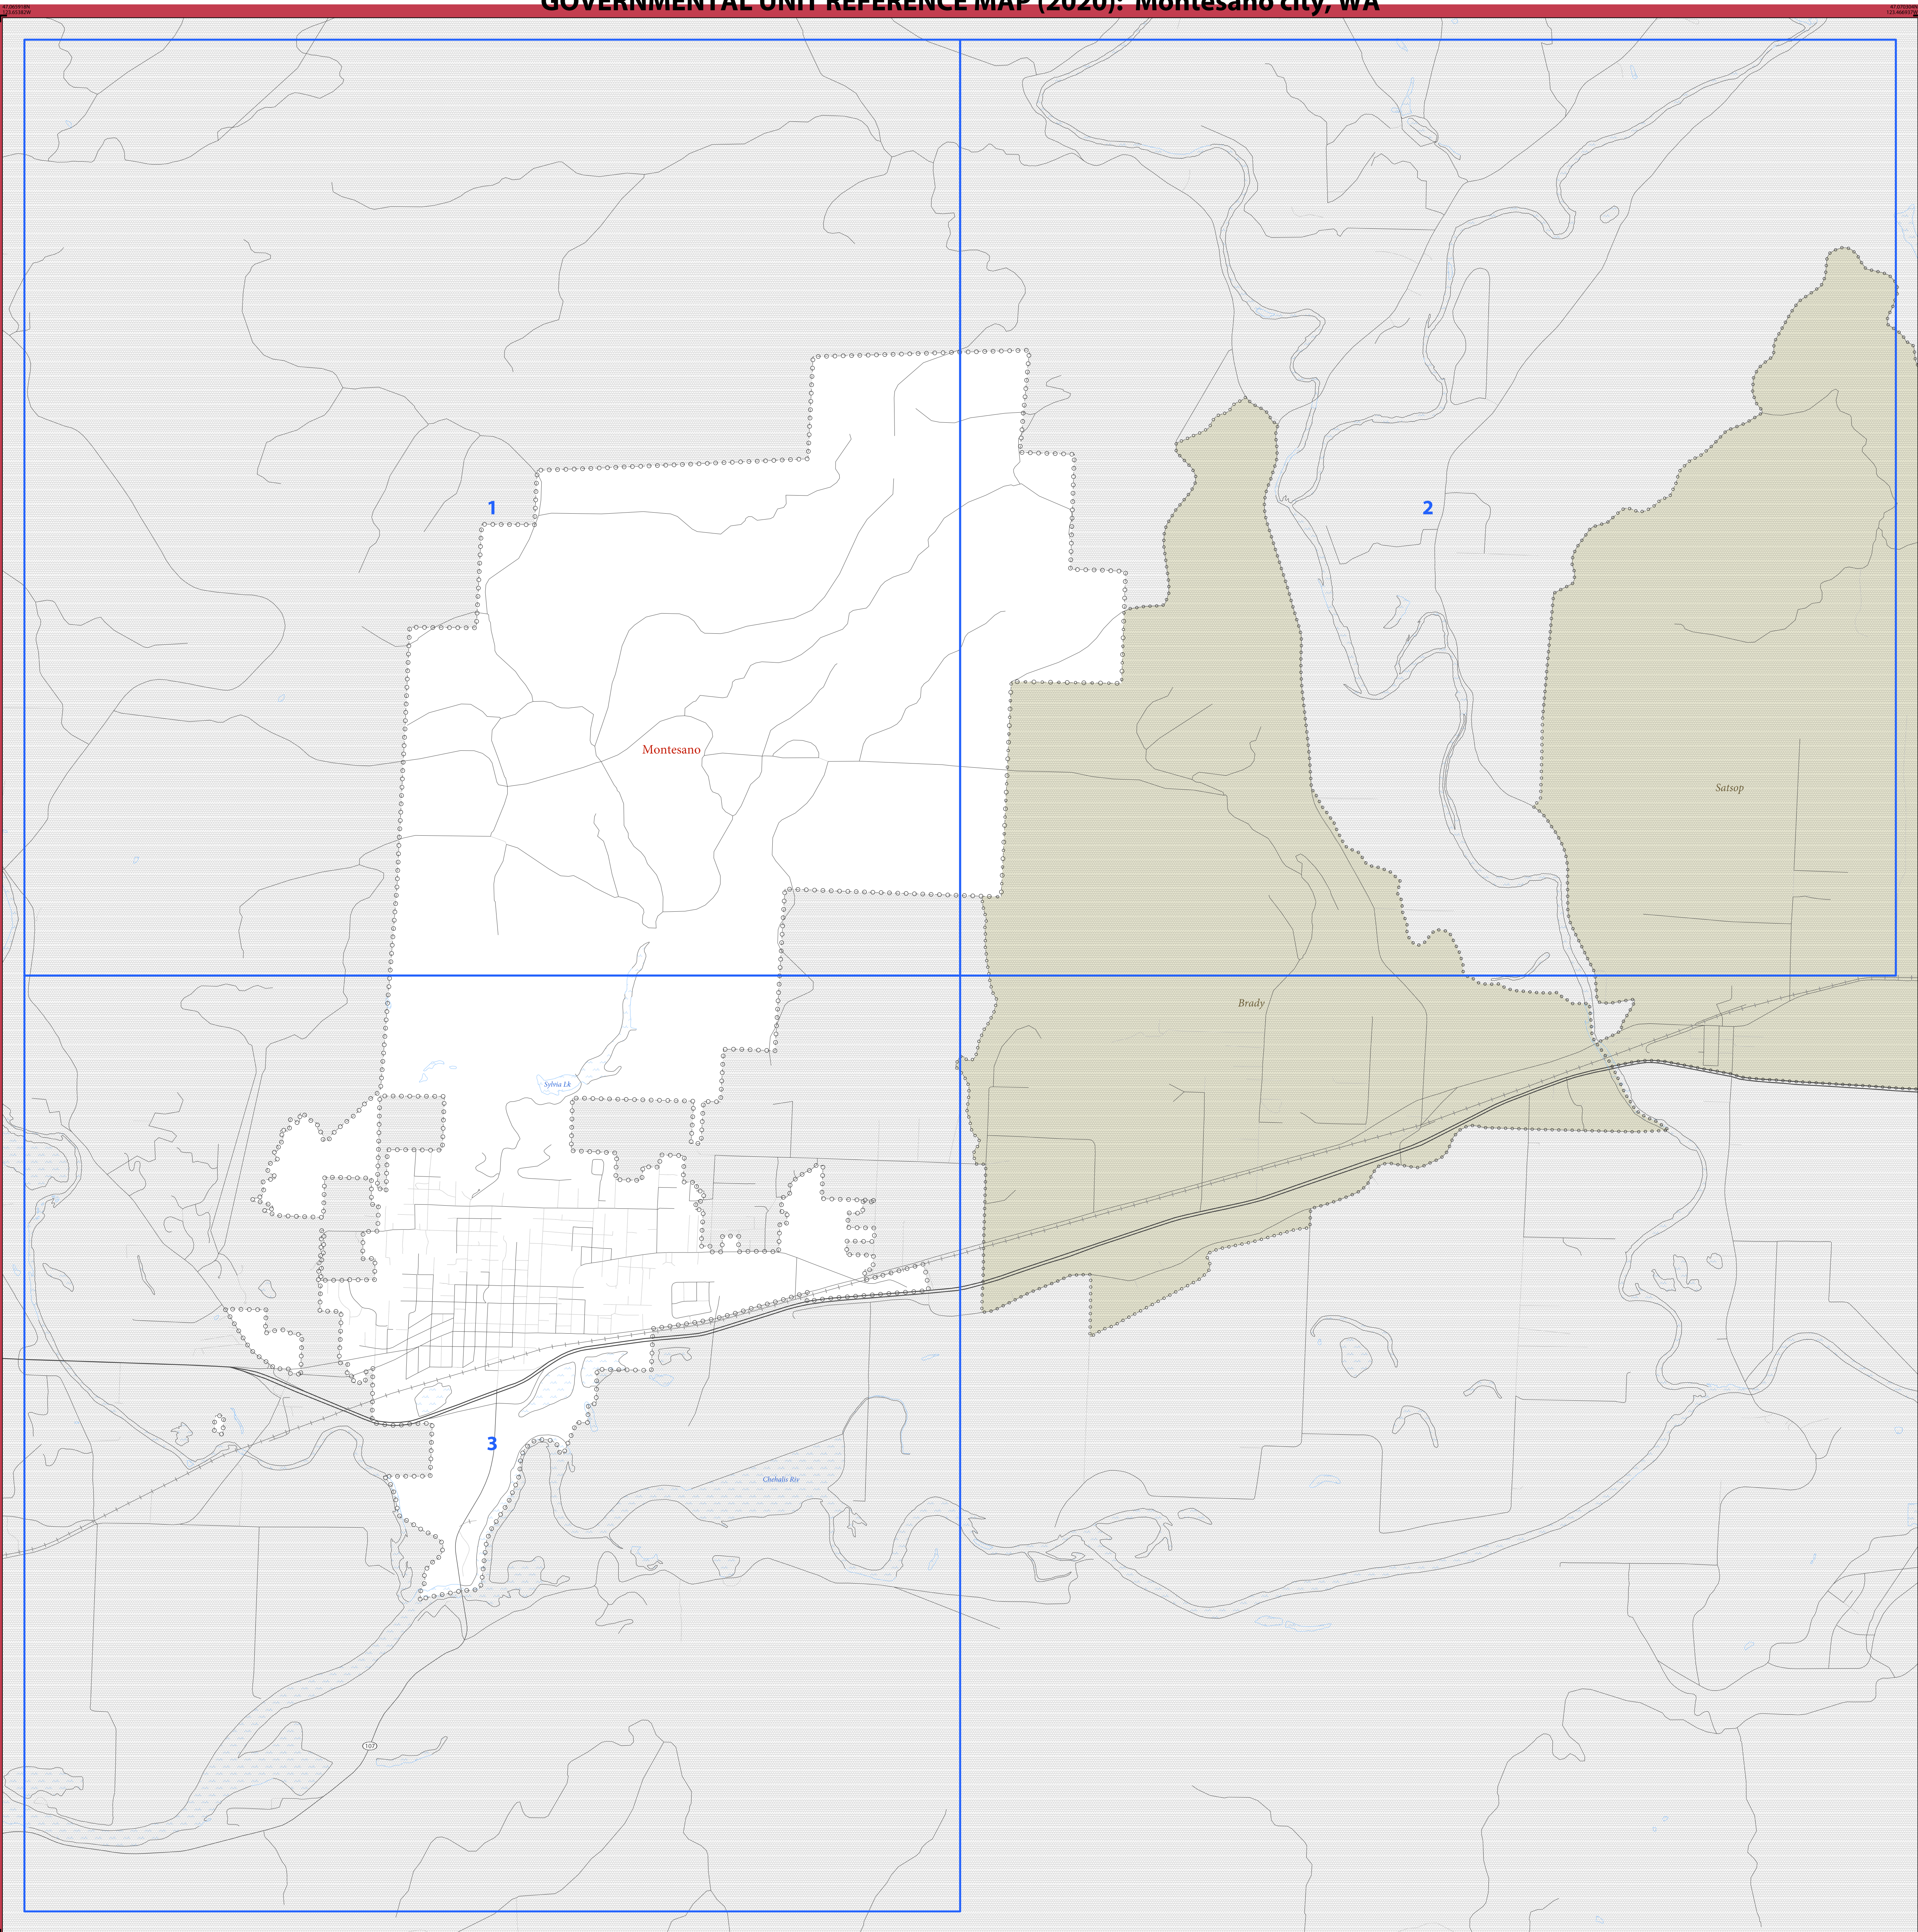 GOVERNMENTAL UNIT REFERENCE MAP (2020): Montesano city, WA
1
2
Montesano
Satsop
Brady
Sylvia Lk
3
Chehalis Riv
107